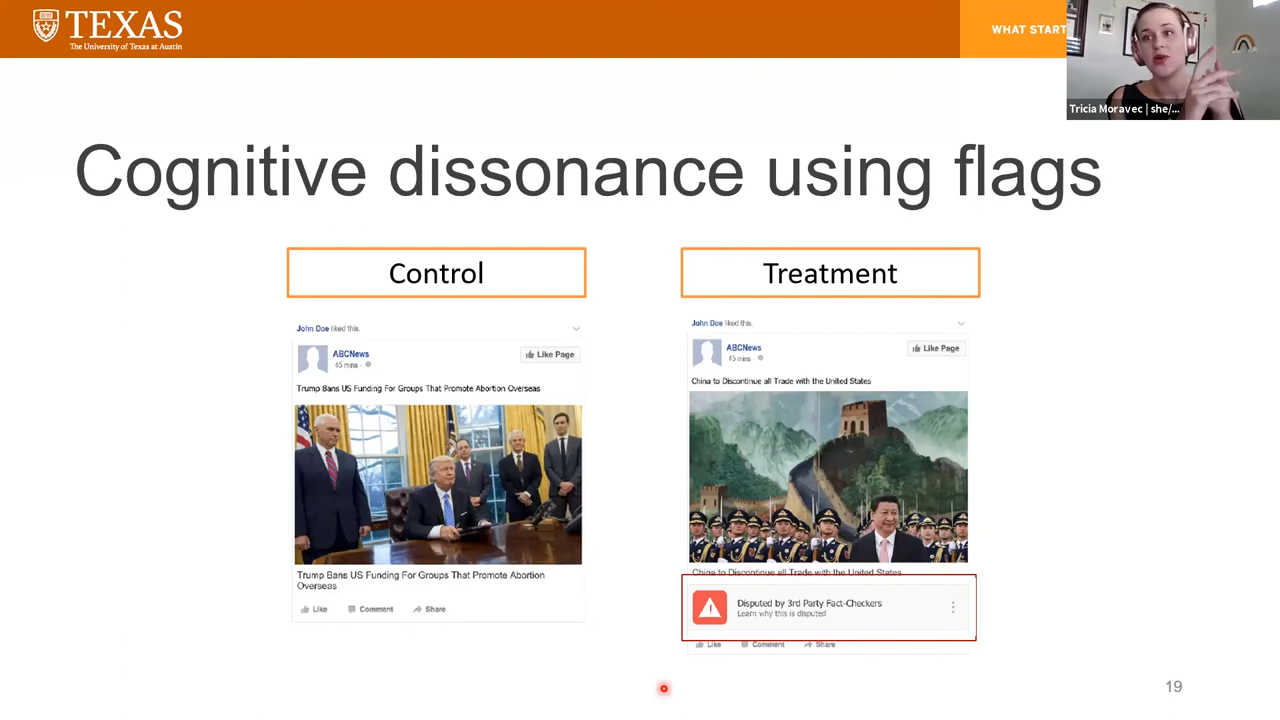 TEXAS
The University of Texas at Austin
WHAT START
Tricia Moravec | she/...
Cognitive dissonance using flags
Control
Treatment
John Doe liked this.
ABCNews
45 mins
Like Page
Trump Bans US Funding For Groups That Promote Abortion Overseas
Trump Bans US Funding For Groups That Promote Abortion
Overseas
Like Comment Share
John Doe liked this.
ABCNews
45 mins
Like Page
China to Discontinue all Trade with the United States
China to Discontinue all Trade with the United States
Disputed by 3rd Party Fact-Checkers
Learn why this is disputed
Like Comment Share
19